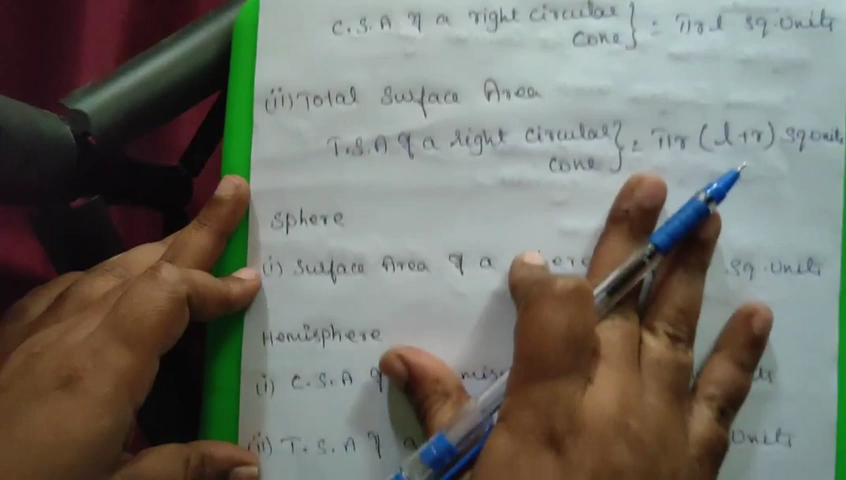 C.S.A of a right circular
cone} = πrl sq.units
(ii) Total Surface Area
T.S.A of a right circular
cone} = πr (l+r) sq units
Sphere
(i) Surface Area of a sq.units
Hemisphere
(i) C.S.A of
(ii) T.S.A of a units